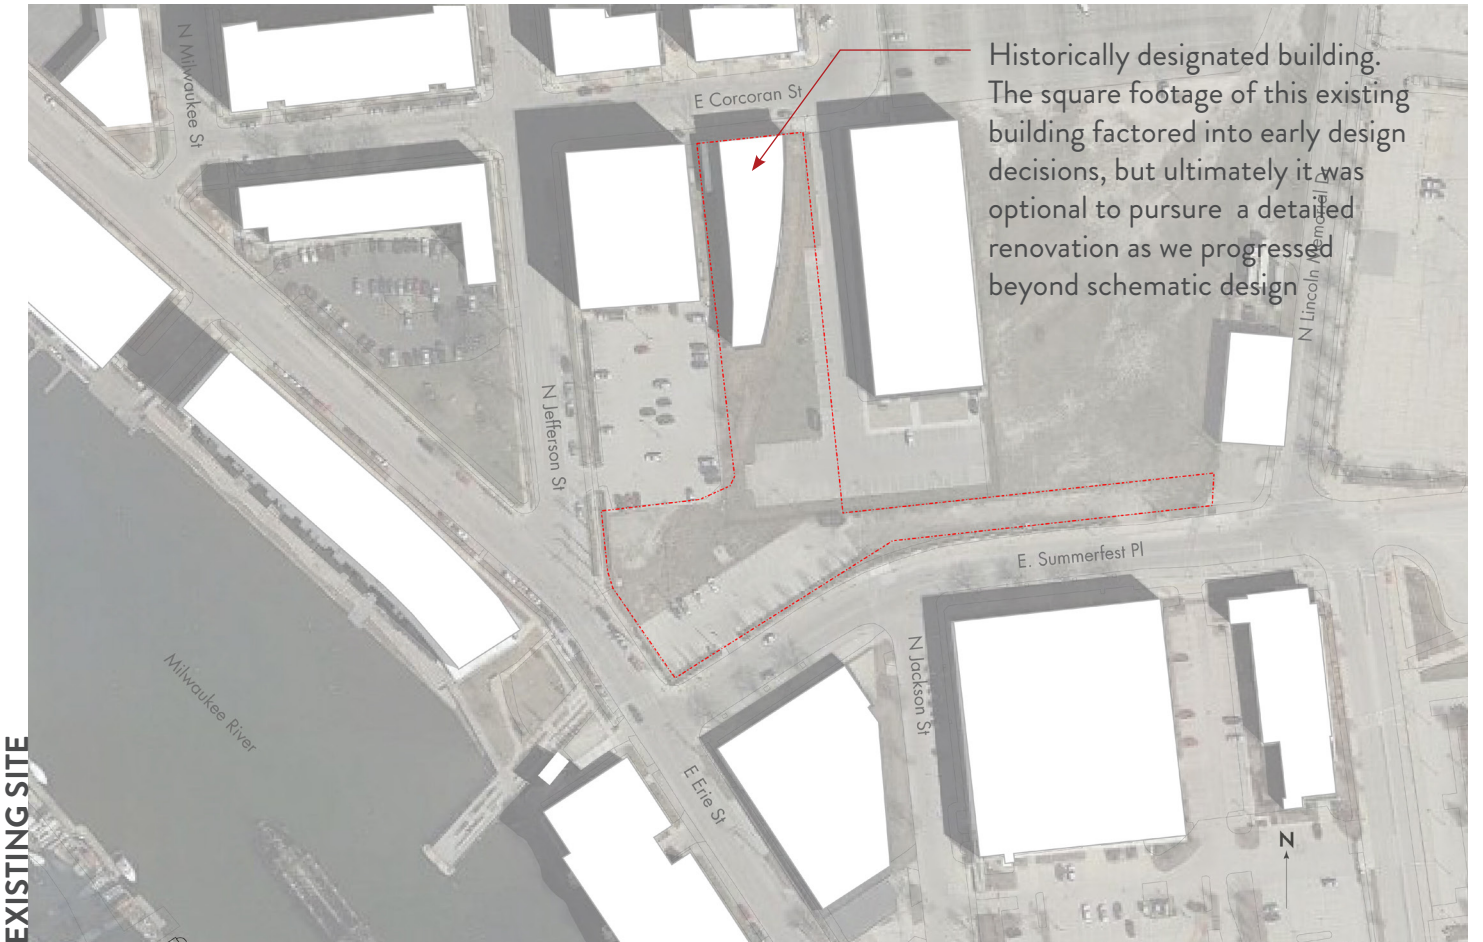 Historically designated building.
The square footage of this existing
building factored into early design
decisions, but ultimately it was
optional to pursure a detailed
renovation as we progressed
beyond schematic design
N Milwaukee St
E Corcoran St
N Lincoln Memorial Dr
N Jefferson St
E. Summerfest Pl
N Jackson St
E Erie St
Milwaukee River
N
EXISTING SITE